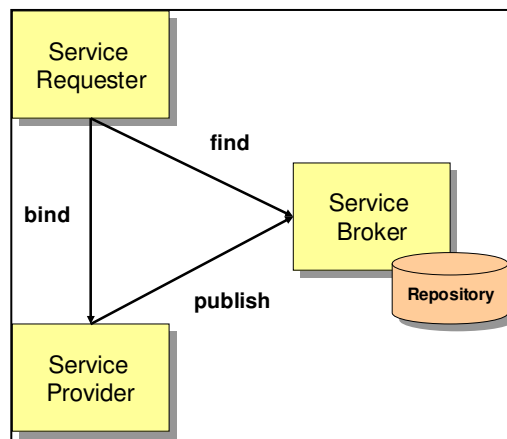 Service
Requester
find
bind
Service
Broker
Repository
publish
Service
Provider